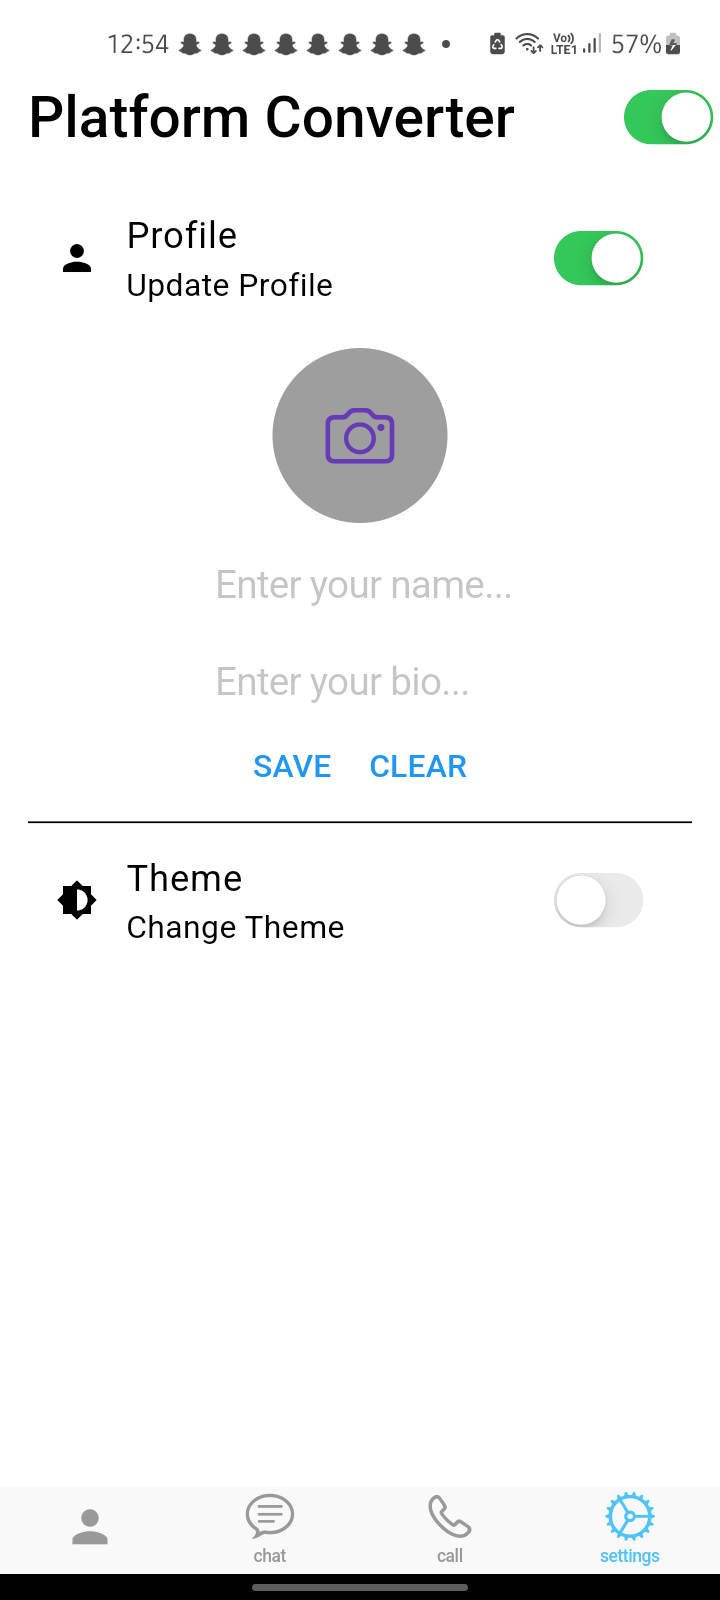 12:54 Vo)) LTE1 57%
Platform Converter
Profile
Update Profile
Enter your name...
Enter your bio...
SAVE CLEAR
Theme
Change Theme
chat call settings